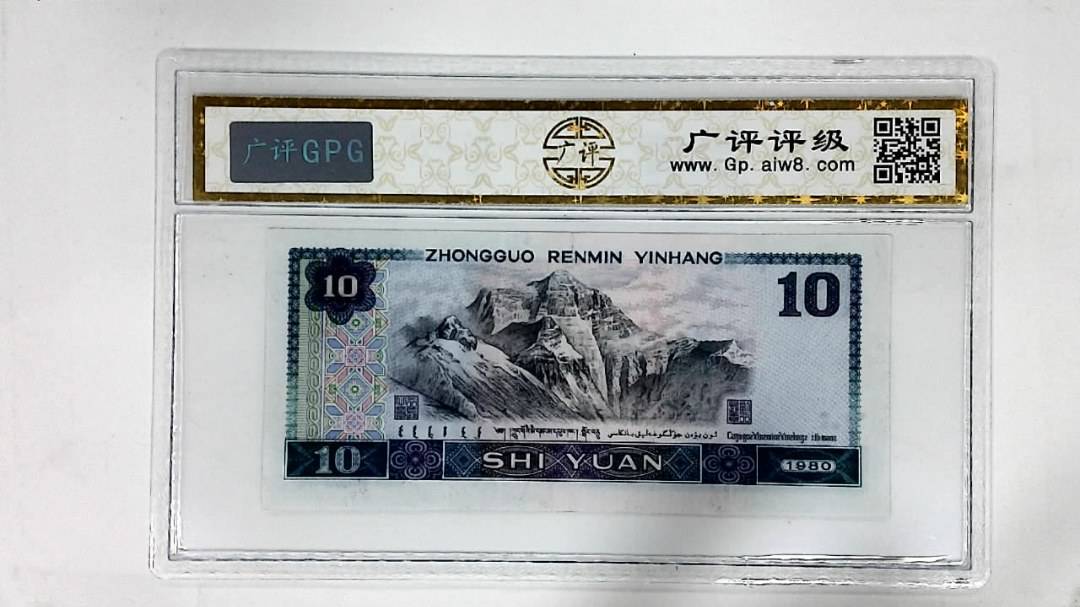 广评GPG
广评
广评评级
www.Gp.aiw8.com
ZHONGGUO RENMIN YINHANG
10
10
10
SHI YUAN
1980